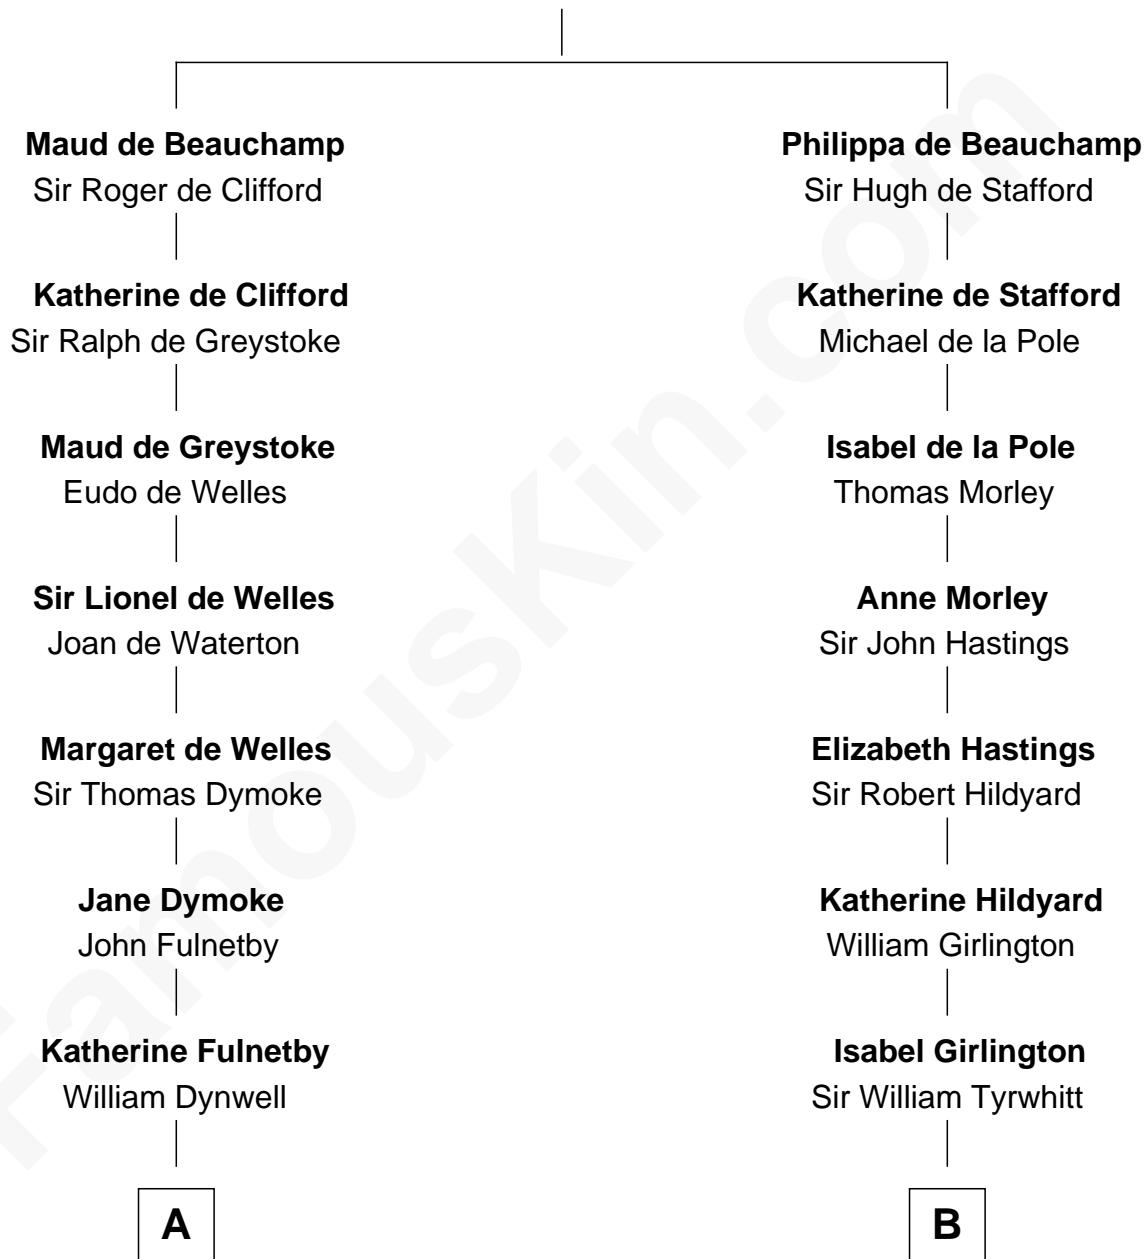 Maud de Beauchamp
Sir Roger de Clifford
Philippa de Beauchamp
Sir Hugh de Stafford
Katherine de Clifford
Sir Ralph de Greystoke
Katherine de Stafford
Michael de la Pole
Maud de Greystoke
Eudo de Welles
Isabel de la Pole
Thomas Morley
Sir Lionel de Welles
Joan de Waterton
Anne Morley
Sir John Hastings
Margaret de Welles
Sir Thomas Dymoke
Elizabeth Hastings
Sir Robert Hildyard
Jane Dymoke
John Fulnetby
Katherine Hildyard
William Girlington
Katherine Fulnetby
William Dynwell
Isabel Girlington
Sir William Tyrwhitt
A
B
FamousKin.com